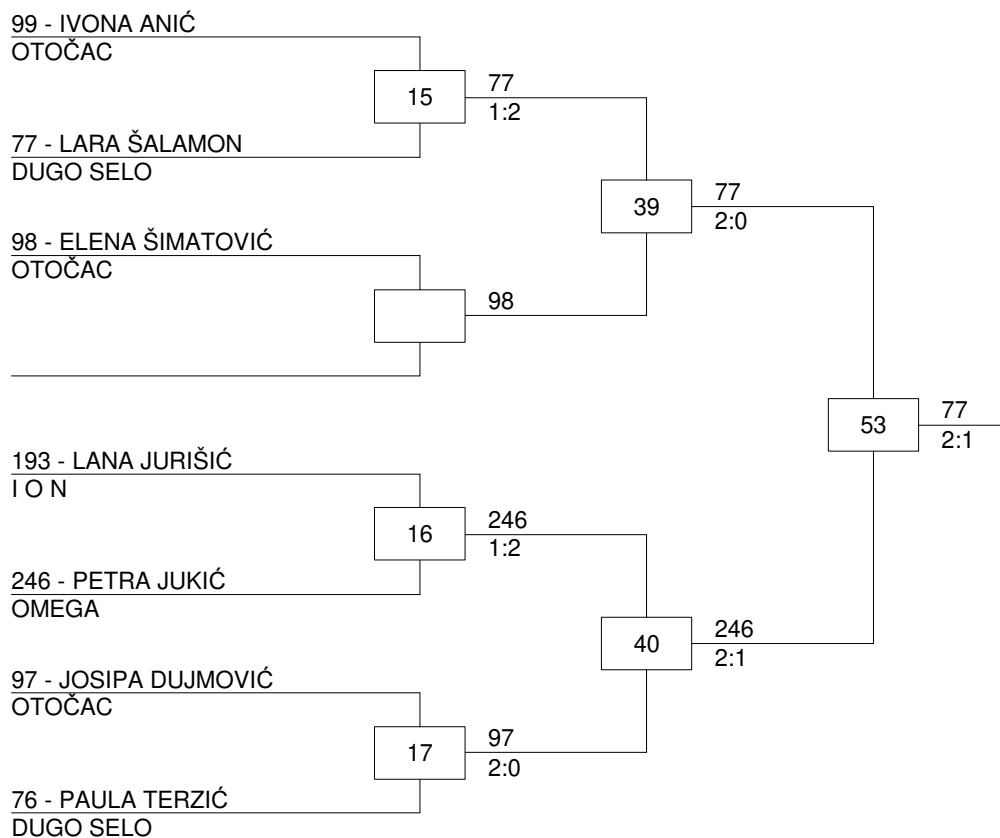 99 - IVONA ANIĆ
OTOČAC
15
77
1:2
77 - LARA ŠALAMON
DUGO SELO
39
77
2:0
98 - ELENA ŠIMATOVIĆ
OTOČAC
98
53
77
2:1
193 - LANA JURIŠIĆ
I O N
16
246
1:2
246 - PETRA JUKIĆ
OMEGA
40
246
2:1
97 - JOSIPA DUJMOVIĆ
OTOČAC
17
97
2:0
76 - PAULA TERZIĆ
DUGO SELO